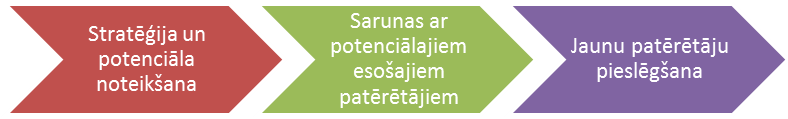 Stratēģija un
potenciāla
noteikšana
Sarunas ar
potenciālajiem
esošajiem
patērētājiem
Jaunu patērētāju
pieslēgšana